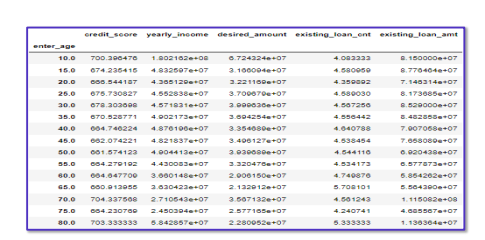 credit_score yearly_income desired_amount existing_loan_cnt existing_loan_amt
enter_age
10.0 700.396476 1.802162e+08 6.724324e+07 4.083333 8.150000e+07
15.0 674.235415 4.832597e+07 3.166094e+07 4.580959 8.776464e+07
20.0 666.544187 4.365129e+07 3.221169e+07 4.359892 7.146314e+07
25.0 675.730827 4.552838e+07 3.709679e+07 4.589030 8.173685e+07
30.0 678.303698 4.571831e+07 3.999636e+07 4.567256 8.529000e+07
35.0 670.528771 4.902173e+07 3.694254e+07 4.556442 8.482858e+07
40.0 664.746224 4.876196e+07 3.354689e+07 4.640788 7.907058e+07
45.0 662.074221 4.821837e+07 3.496127e+07 4.538454 7.658089e+07
50.0 661.574123 4.904413e+07 3.939689e+07 4.544116 6.920438e+07
55.0 664.279192 4.430083e+07 3.320476e+07 4.534173 6.577873e+07
60.0 664.647709 3.660148e+07 2.906150e+07 4.749876 5.854262e+07
65.0 660.913955 3.630423e+07 2.132912e+07 5.708101 5.564390e+07
70.0 704.337568 2.710543e+07 3.567132e+07 4.561243 1.115082e+08
75.0 664.230769 2.450394e+07 2.577165e+07 4.240741 4.685567e+07
80.0 703.333333 5.842857e+07 2.280952e+07 5.333333 1.136364e+07